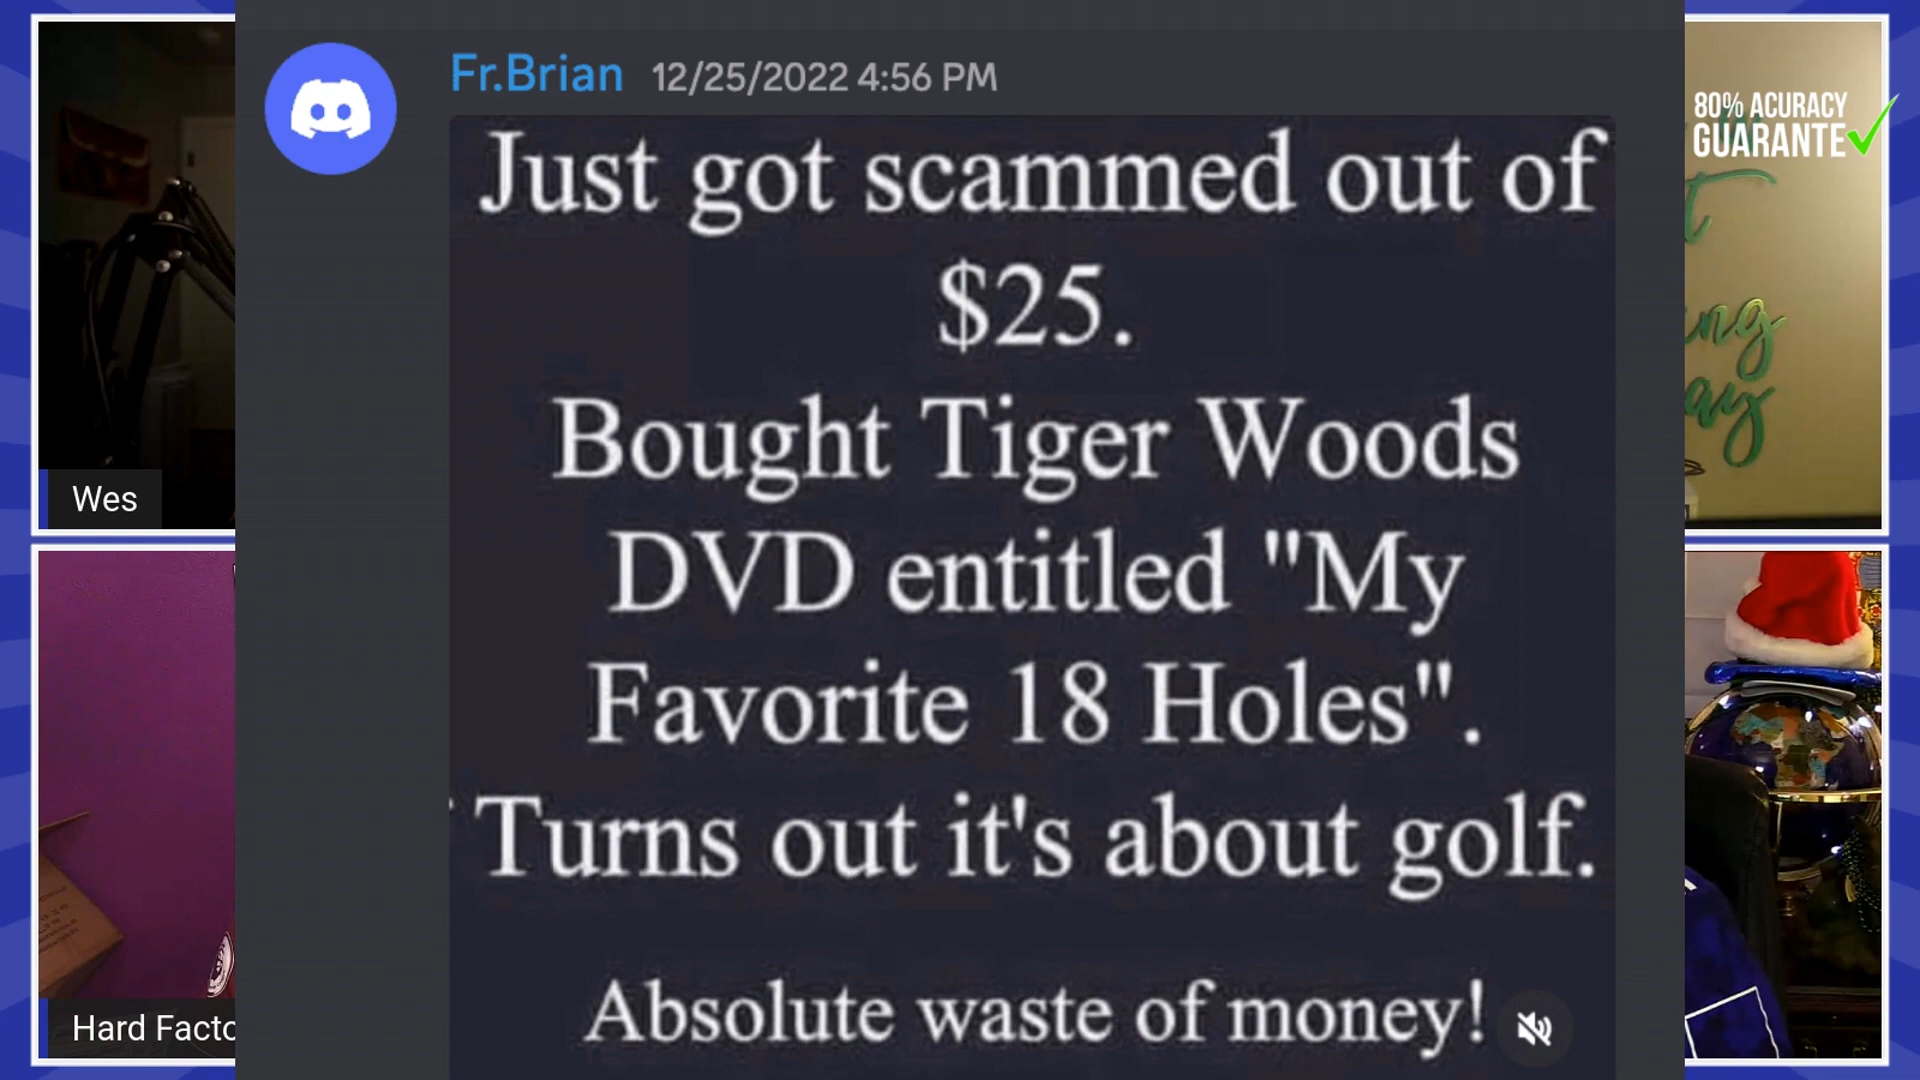 Fr.Brian 12/25/2022 4:56 PM
Just got scammed out of
$25.
Bought Tiger Woods
DVD entitled "My
Favorite 18 Holes".
Turns out it's about golf.
Absolute waste of money!
80% ACURACY
GUARANTE
Wes
Hard Facto